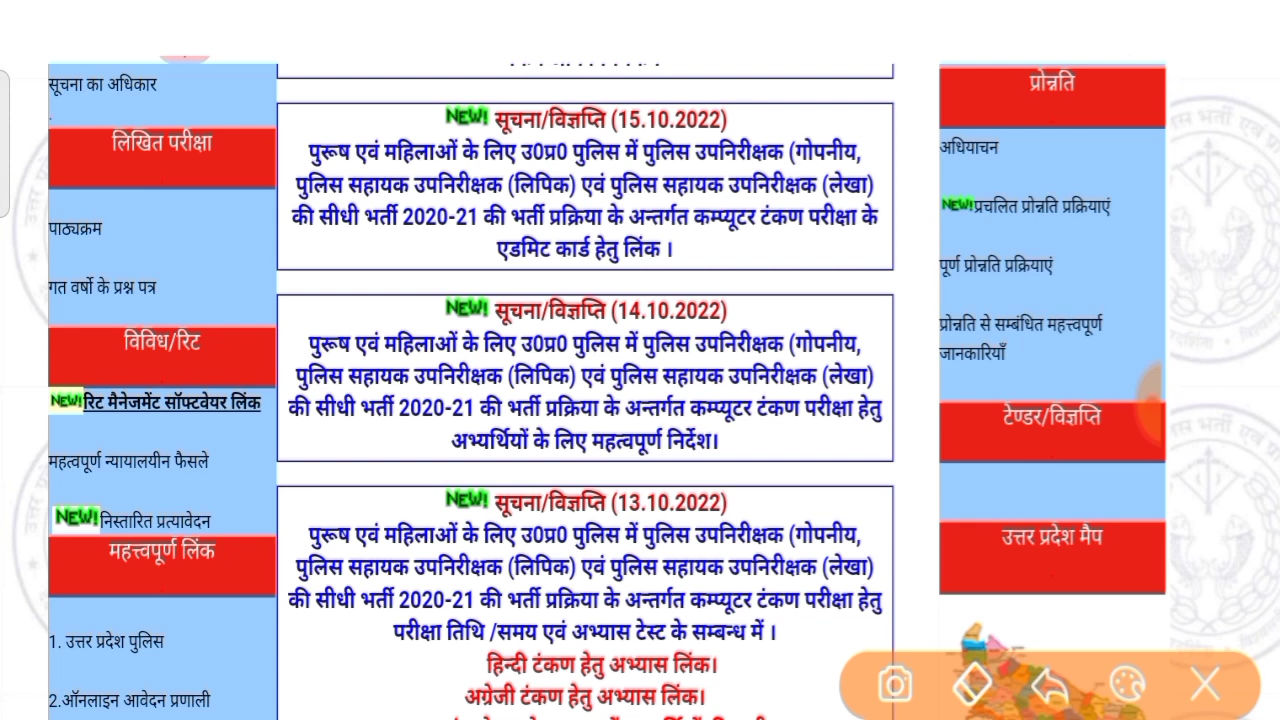 सूचना का अधिकार
लिखित परीक्षा
पाठ्यक्रम
गत वर्षो के प्रश्न पत्र
विविध/रिट
NEW! रिट मैनेजमेंट सॉफ्टवेयर लिंक
महत्वपूर्ण न्यायालयीन फैसले
NEW! निस्तारित प्रत्यावेदन
महत्त्वपूर्ण लिंक
1. उत्तर प्रदेश पुलिस
2.ऑनलाइन आवेदन प्रणाली
NEW! सूचना/विज्ञप्ति (15.10.2022)
पुरूष एवं महिलाओं के लिए उ0प्र0 पुलिस में पुलिस उपनिरीक्षक (गोपनीय,
पुलिस सहायक उपनिरीक्षक (लिपिक) एवं पुलिस सहायक उपनिरीक्षक (लेखा)
की सीधी भर्ती 2020-21 की भर्ती प्रक्रिया के अन्तर्गत कम्प्यूटर टंकण परीक्षा के
एडमिट कार्ड हेतु लिंक ।
NEW! सूचना/विज्ञप्ति (14.10.2022)
पुरूष एवं महिलाओं के लिए उ0प्र0 पुलिस में पुलिस उपनिरीक्षक (गोपनीय,
पुलिस सहायक उपनिरीक्षक (लिपिक) एवं पुलिस सहायक उपनिरीक्षक (लेखा)
की सीधी भर्ती 2020-21 की भर्ती प्रक्रिया के अन्तर्गत कम्प्यूटर टंकण परीक्षा हेतु
अभ्यर्थियों के लिए महत्वपूर्ण निर्देश।
NEW! सूचना/विज्ञप्ति (13.10.2022)
पुरूष एवं महिलाओं के लिए उ0प्र0 पुलिस में पुलिस उपनिरीक्षक (गोपनीय,
पुलिस सहायक उपनिरीक्षक (लिपिक) एवं पुलिस सहायक उपनिरीक्षक (लेखा)
की सीधी भर्ती 2020-21 की भर्ती प्रक्रिया के अन्तर्गत कम्प्यूटर टंकण परीक्षा हेतु
परीक्षा तिथि /समय एवं अभ्यास टेस्ट के सम्बन्ध में ।
हिन्दी टंकण हेतु अभ्यास लिंक।
अग्रेजी टंकण हेतु अभ्यास लिंक।
प्रोन्नति
अधियाचन
NEW! प्रचलित प्रोन्नति प्रक्रियाएं
पूर्ण प्रोन्नति प्रक्रियाएं
प्रोन्नति से सम्बंधित महत्त्वपूर्ण
जानकारियाँ
टेण्डर/विज्ञप्ति
उत्तर प्रदेश मैप